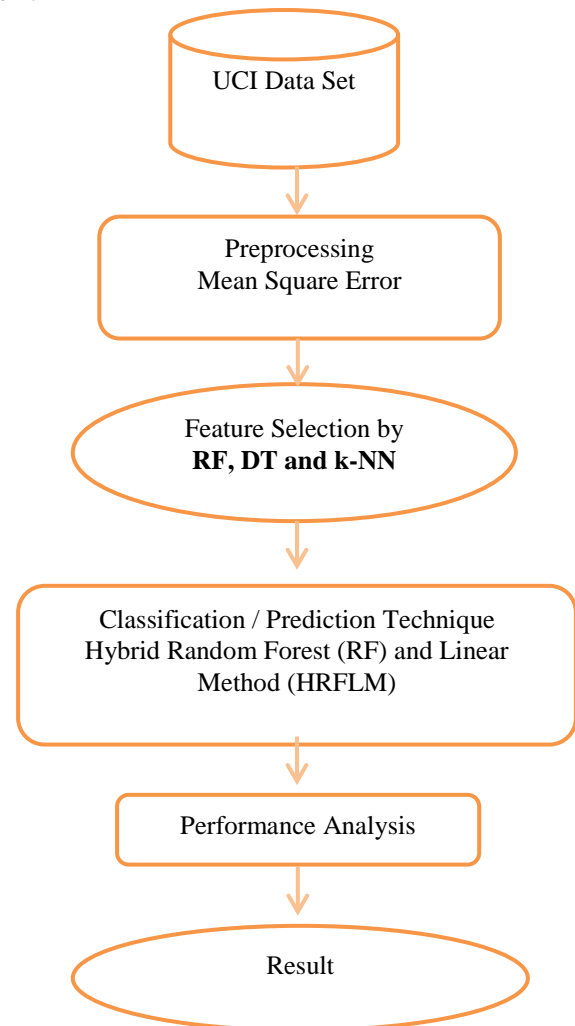 UCI Data Set
Preprocessing
Mean Square Error
Feature Selection by
RF, DT and k-NN
Classification / Prediction Technique
Hybrid Random Forest (RF) and Linear
Method (HRFLM)
Performance Analysis
Result